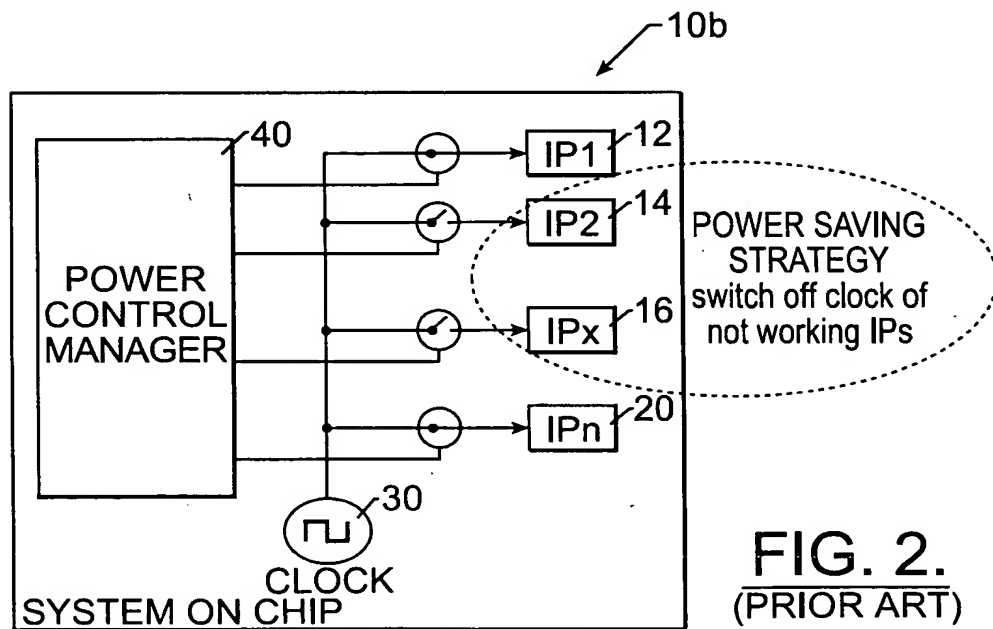 10b
40
POWER
CONTROL
MANAGER
IP1
12
IP2
14
IPx
16
IPn
20
POWER SAVING
STRATEGY
switch off clock of
not working IPs
30
CLOCK
SYSTEM ON CHIP
FIG. 2.
(PRIOR ART)